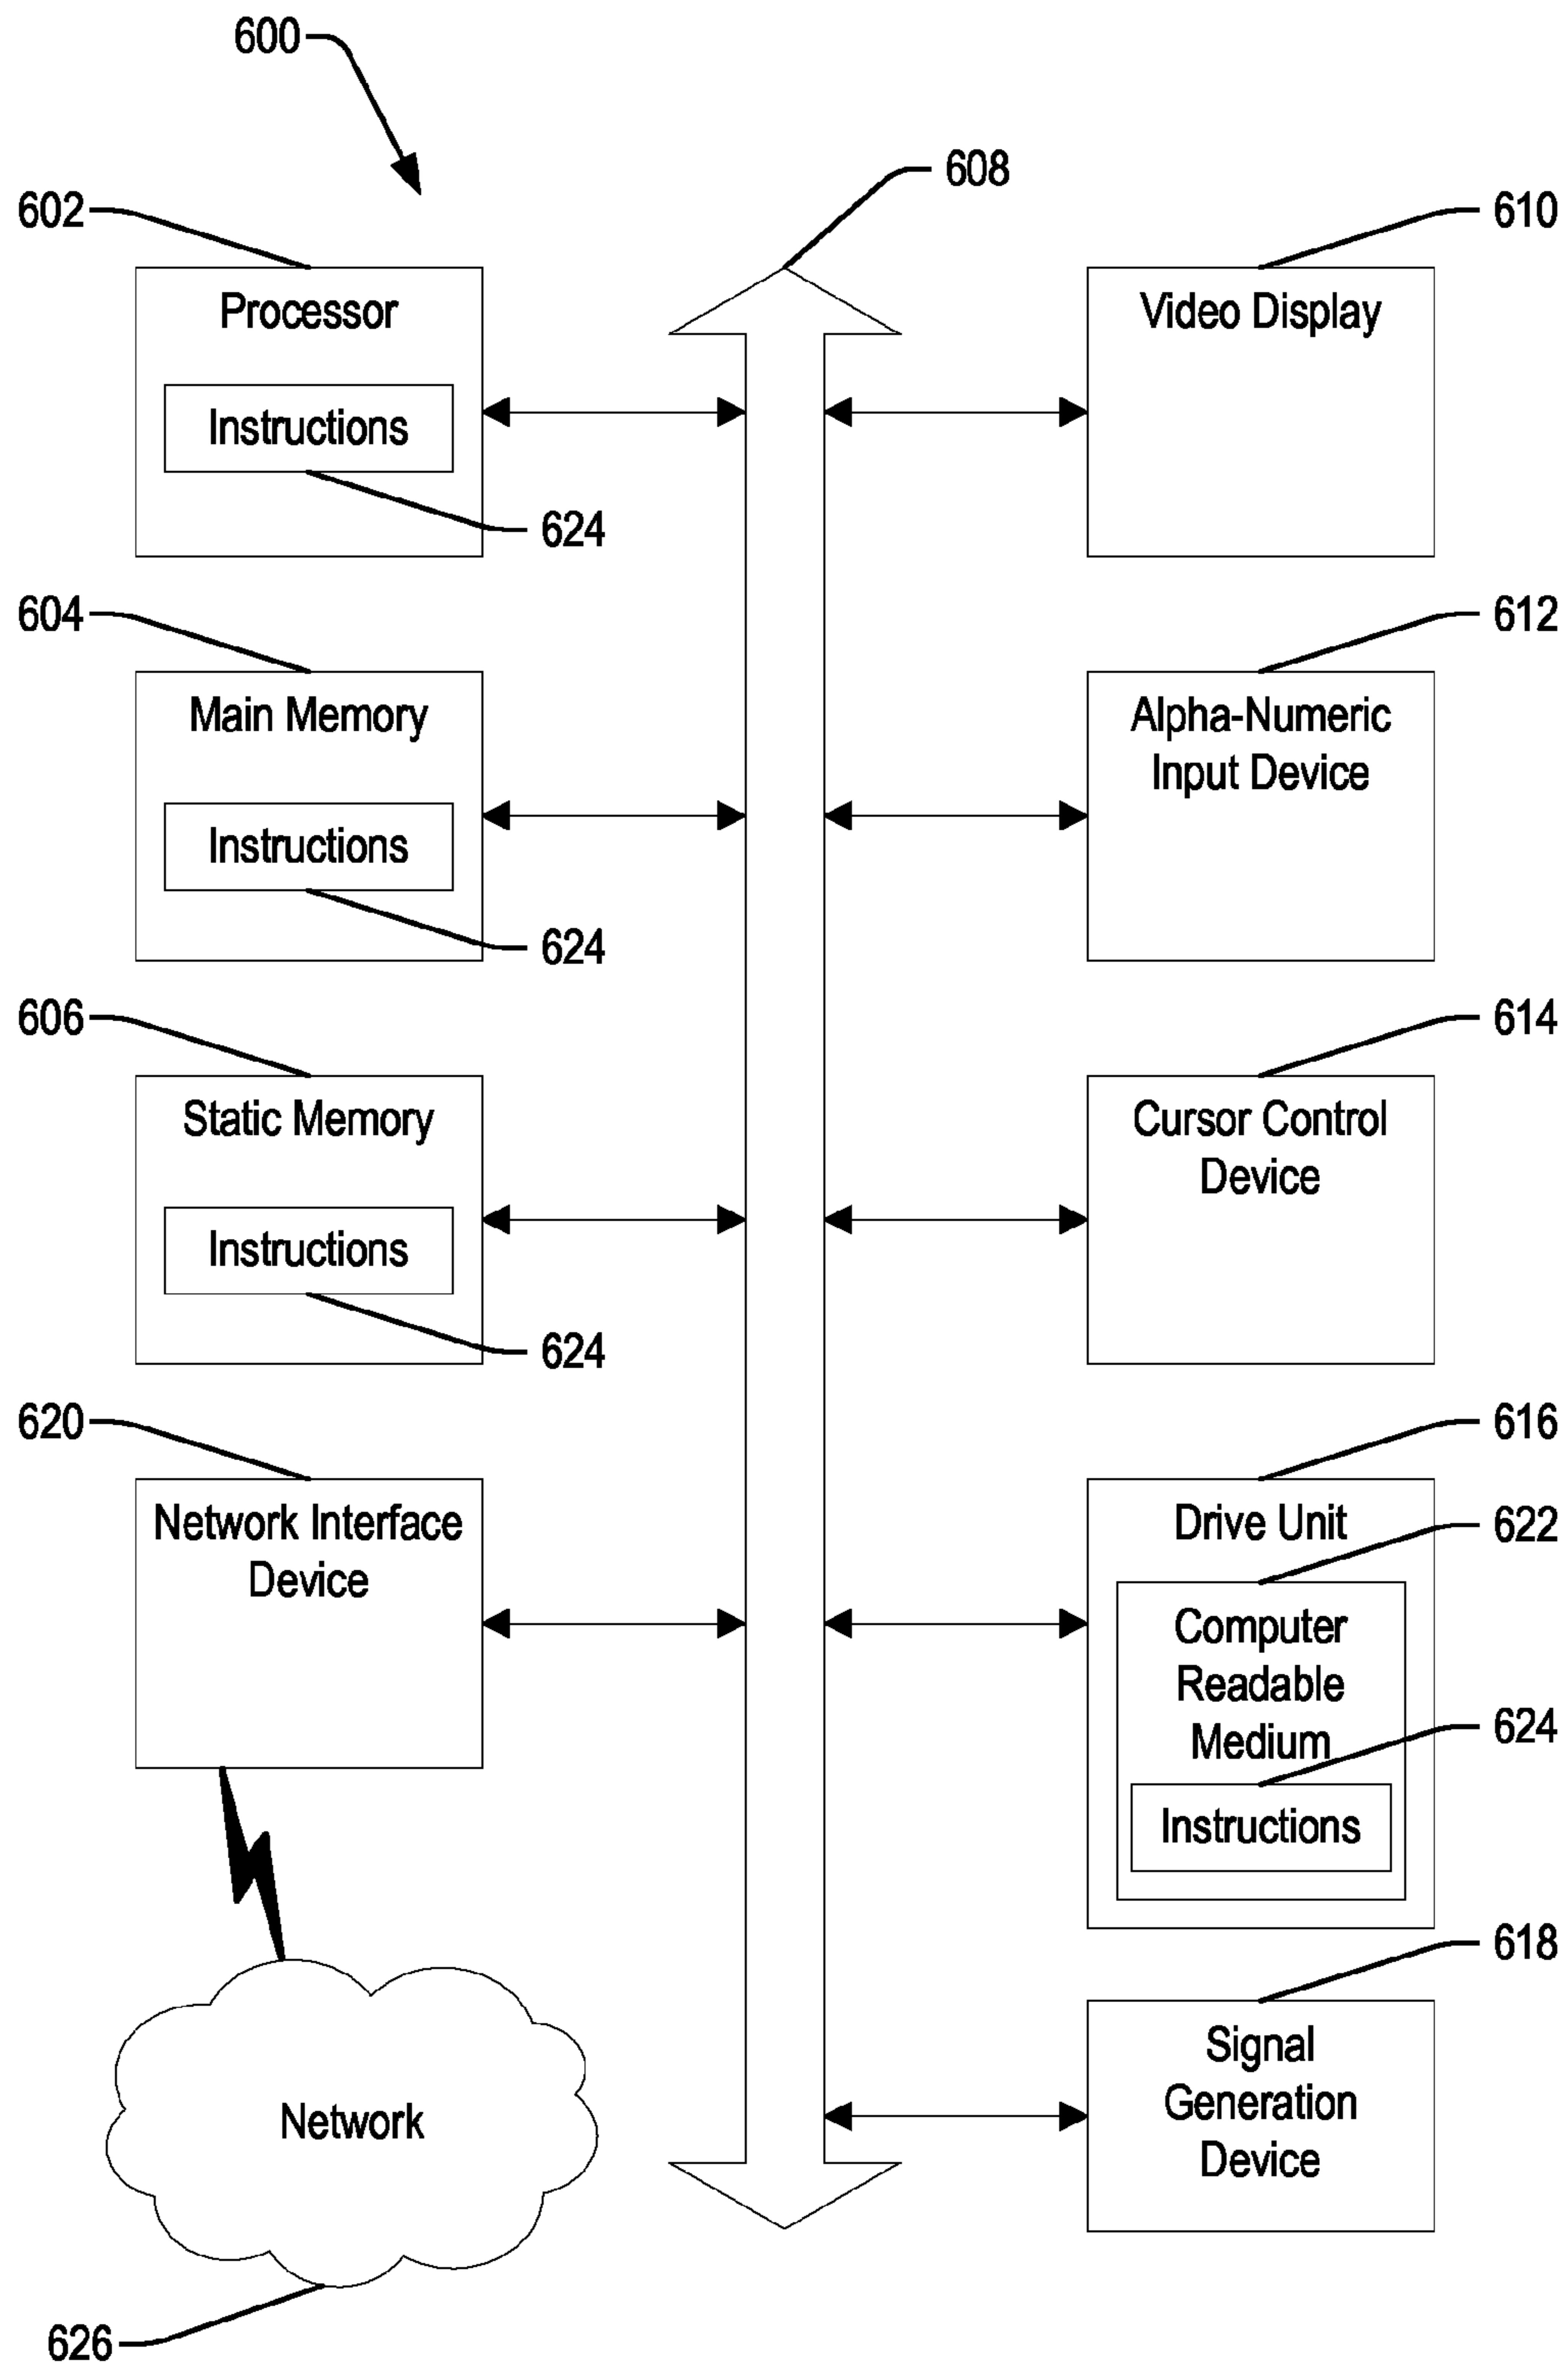 600
608
602
Processor
Instructions
624
610
Video Display
604
Main Memory
Instructions
624
612
Alpha-Numeric
Input Device
606
Static Memory
Instructions
624
614
Cursor Control
Device
620
Network Interface
Device
616
Drive Unit
622
Computer
Readable
Medium
624
Instructions
618
Signal
Generation
Device
Network
626